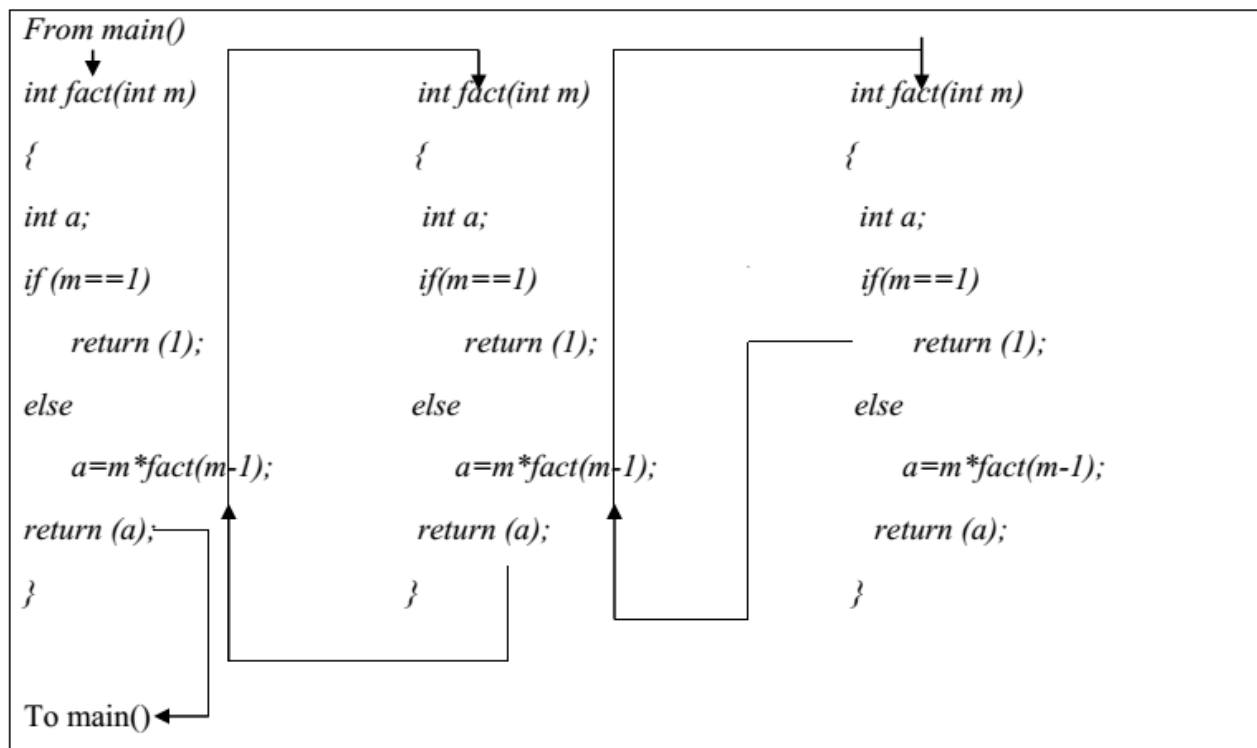 From main()
int fact(int m)
{
int a;
if (m==1)
return (1);
else
a=m*fact(m-1);
return (a);
}
To main()
int fact(int m)
{
int a;
if(m==1)
return (1);
else
a=m*fact(m-1);
return (a);
}
int fact(int m)
{
int a;
if(m==1)
return (1);
else
a=m*fact(m-1);
return (a);
}